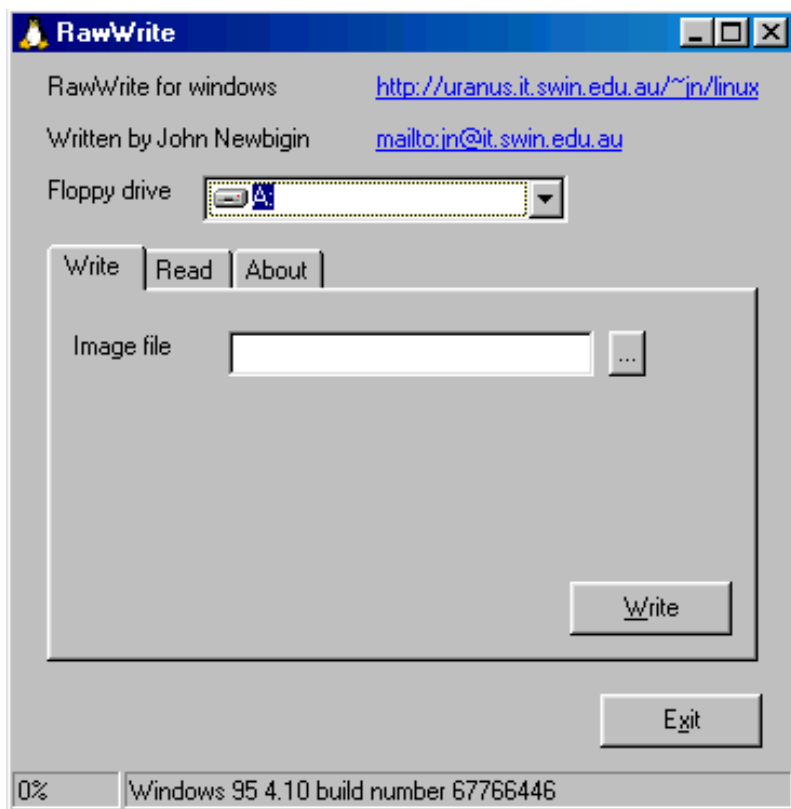 RawWrite
RawWrite for windows http://uranus.it.swin.edu.au/~jn/linux
Written by John Newbigin mailto:jn@it.swin.edu.au
Floppy drive A:
Write Read About
Image file ...
Write
Exit
0% Windows 95 4.10 build number 67766446